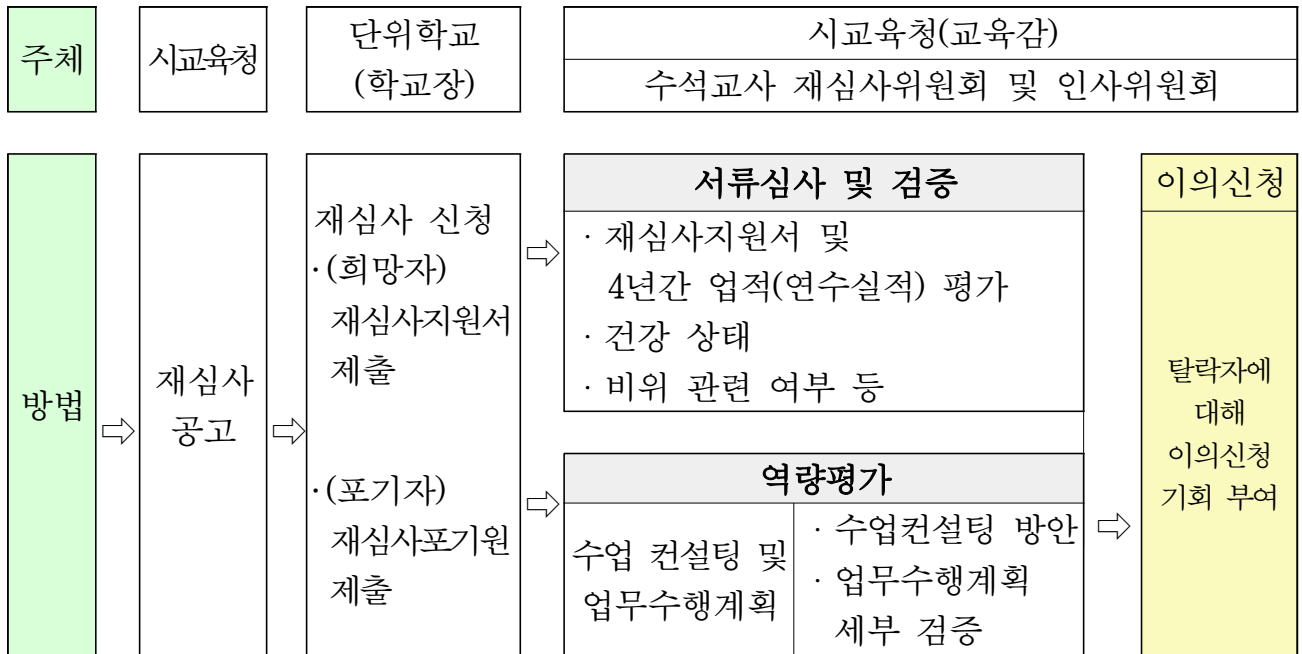 주체
시교육청
단위학교
(학교장)
시교육청(교육감)
수석교사 재심사위원회 및 인사위원회
방법
⇨
재심사
공고
⇨
재심사 신청
·(희망자)
재심사지원서
제출
·(포기자)
재심사포기원
제출
⇨
서류심사 및 검증
· 재심사지원서 및
4년간 업적(연수실적) 평가
· 건강 상태
· 비위 관련 여부 등
⇨
역량평가
수업 컨설팅 및
업무수행계획
· 수업컨설팅 방안
· 업무수행계획
세부 검증
⇨
이의신청
탈락자에
대해
이의신청
기회 부여